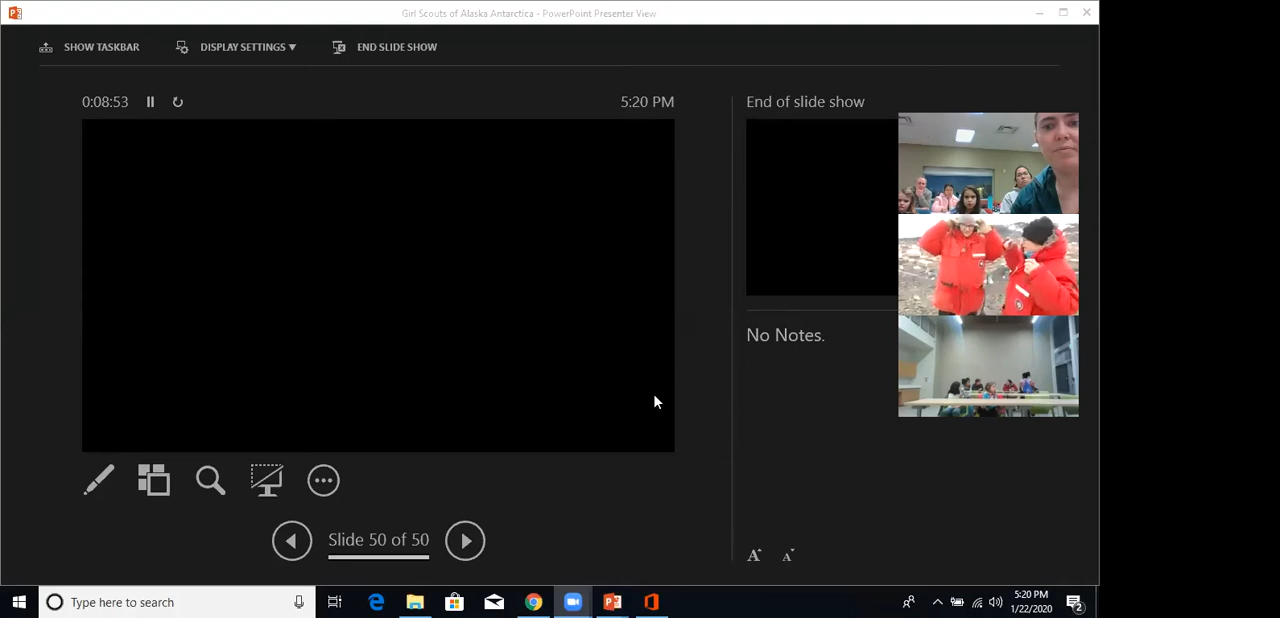 Girl Scouts of Alaska Antarctica - PowerPoint Presenter View
SHOW TASKBAR
DISPLAY SETTINGS ▼
END SLIDE SHOW
0:08:53
5:20 PM
End of slide show
No Notes.
Slide 50 of 50
A A
Type here to search
5:20 PM
1/22/2020
2